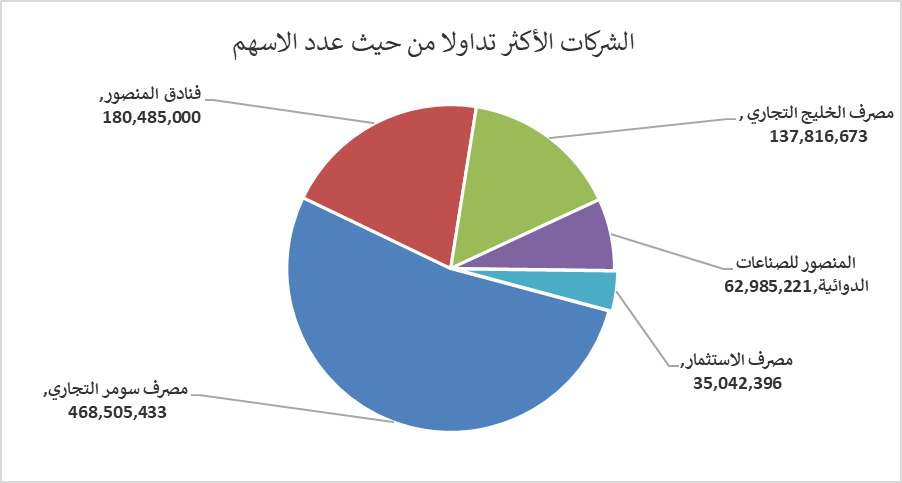 الشركات الأكثر تداولا من حيث عدد الاسهم
مصرف الخليج التجاري ,
137,816,673
فنادق المنصور,
180,485,000
المنصور للصناعات
الدوائية,62,985,221
مصرف الاستثمار,
35,042,396
مصرف سومر التجاري,
468,505,433